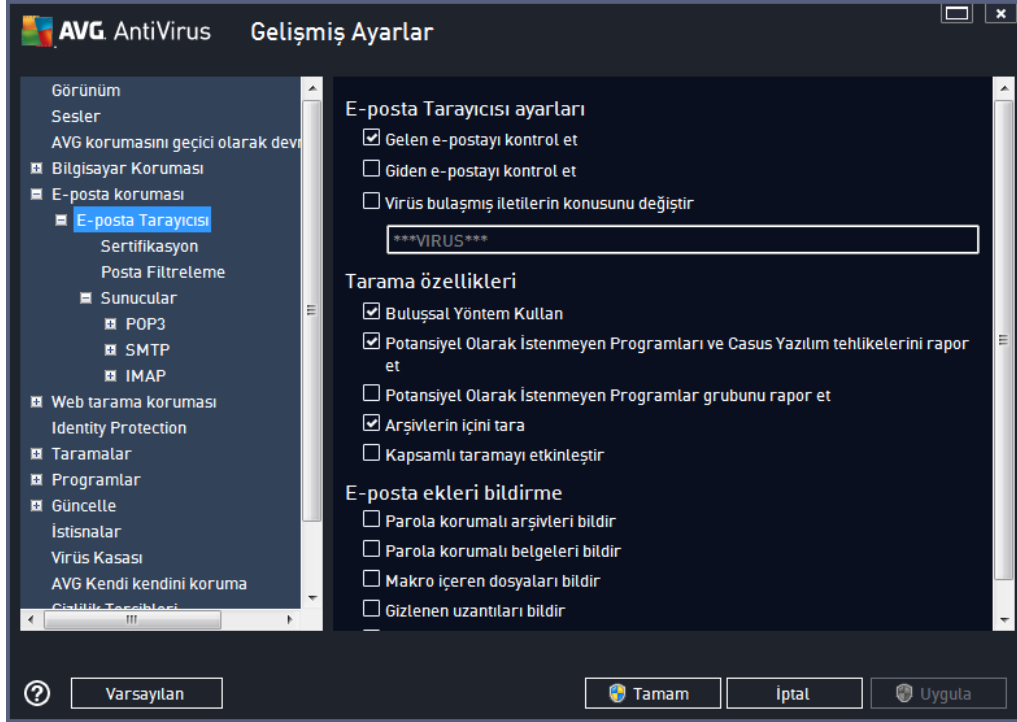 AVG AntiVirus Gelişmiş Ayarlar
Görünüm
Sesler
AVG korumasını geçici olarak devr
Bilgisayar Koruması
E-posta koruması
E-posta Tarayıcısı
Sertifikasyon
Posta Filtreleme
Sunucular
POP3
SMTP
IMAP
Web tarama koruması
Identity Protection
Taramalar
Programlar
Güncelle
İstisnalar
Virüs Kasası
AVG Kendi kendini koruma
Gizlilik Tercihleri
E-posta Tarayıcısı ayarları
Gelen e-postayı kontrol et
Giden e-postayı kontrol et
Virüs bulaşmış iletilerin konusunu değiştir
***VIRUS***
Tarama özellikleri
Buluşsal Yöntem Kullan
Potansiyel Olarak İstenmeyen Programları ve Casus Yazılım tehlikelerini rapor
et
Potansiyel Olarak İstenmeyen Programlar grubunu rapor et
Arşivlerin içini tara
Kapsamlı taramayı etkinleştir
E-posta ekleri bildirme
Parola korumalı arşivleri bildir
Parola korumalı belgeleri bildir
Makro içeren dosyaları bildir
Gizlenen uzantıları bildir
Varsayılan
Tamam
İptal
Uygula